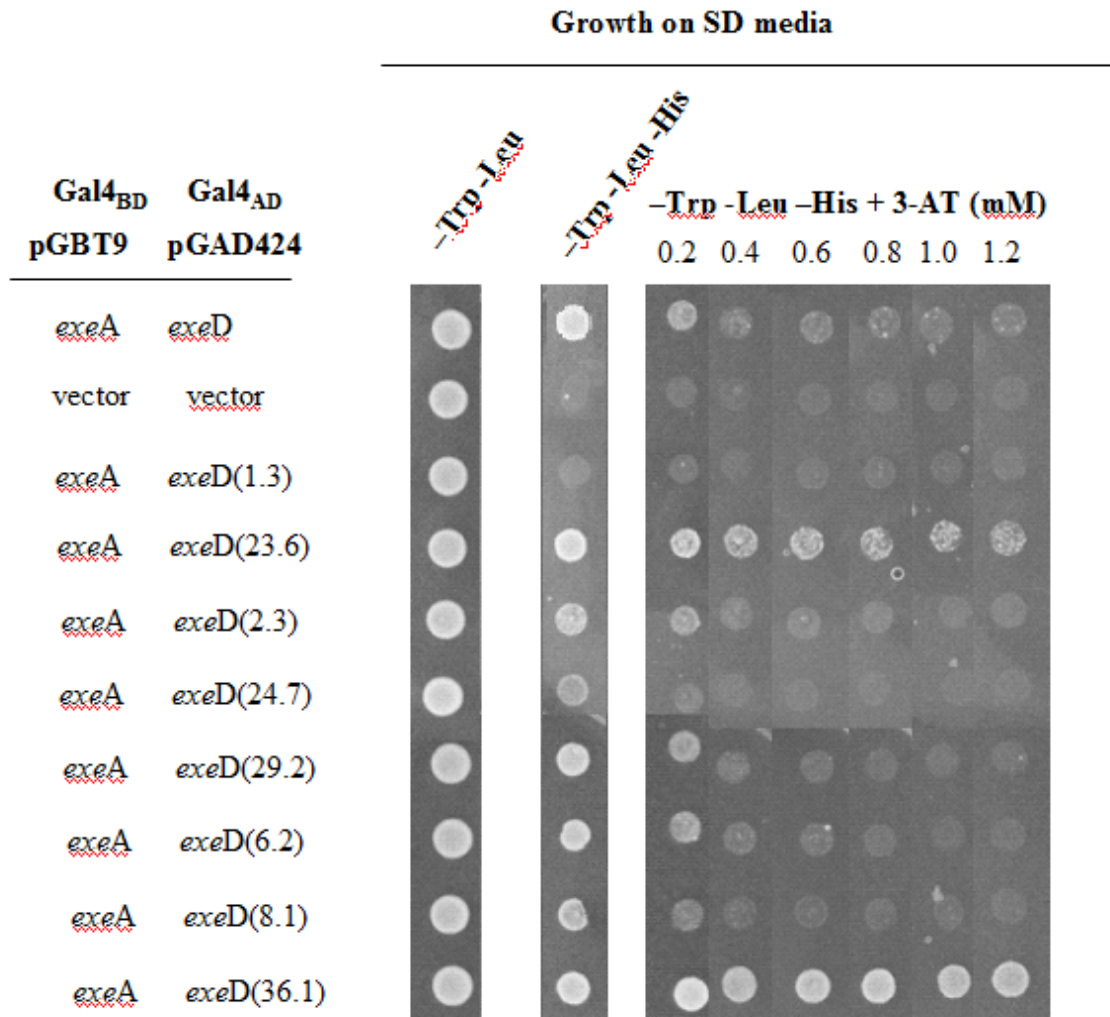 Growth on SD media
–Trp -Leu
–Trp -Leu -His
Gal4BD Gal4AD –Trp -Leu –His + 3-AT (mM)
pGBT9 pGAD424 0.2 0.4 0.6 0.8 1.0 1.2
exeA exeD
vector vector
exeA exeD(1.3)
exeA exeD(23.6)
exeA exeD(2.3)
exeA exeD(24.7)
exeA exeD(29.2)
exeA exeD(6.2)
exeA exeD(8.1)
exeA exeD(36.1)